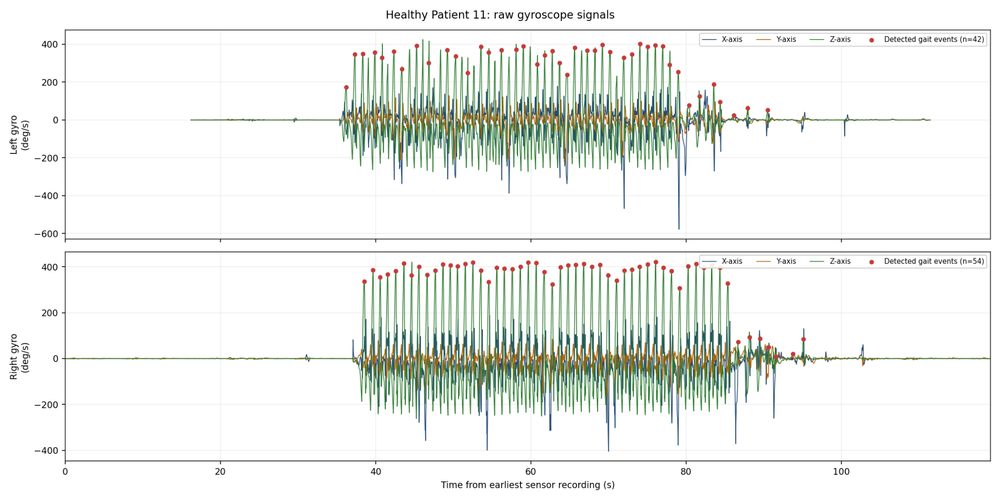 Healthy Patient 11: raw gyroscope signals
X-axis Y-axis Z-axis Detected gait events (n=42)
400
200
0
−200
−400
−600
Left gyro
(deg/s)
X-axis Y-axis Z-axis Detected gait events (n=54)
400
200
0
−200
−400
Right gyro
(deg/s)
0 20 40 60 80 100
Time from earliest sensor recording (s)